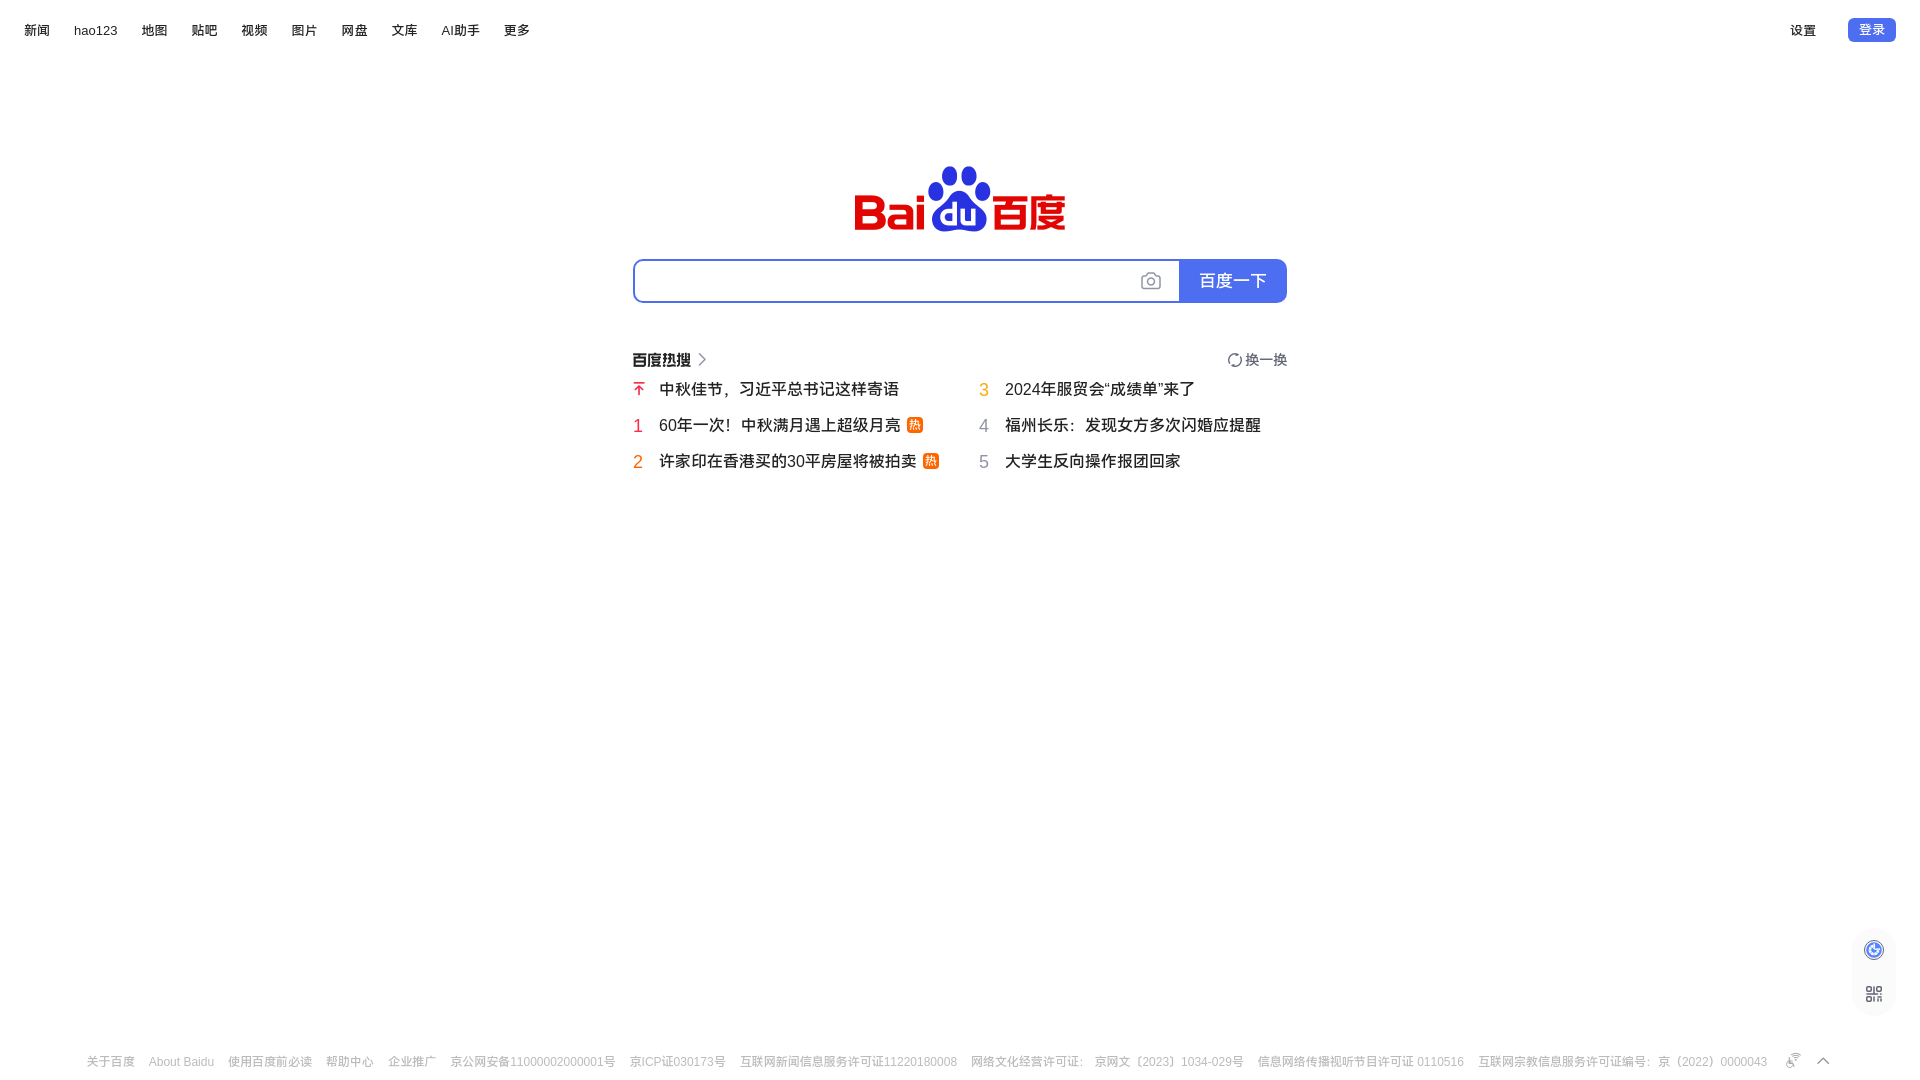 新闻 hao123 地图 贴吧 视频 图片 网盘 文库 AI助手 更多 设置 登录
Bai du 百度
百度一下
百度热搜 换一换
中秋佳节，习近平总书记这样寄语
1 60年一次！中秋满月遇上超级月亮 热
2 许家印在香港买的30平房屋将被拍卖 热
3 2024年服贸会“成绩单”来了
4 福州长乐：发现女方多次闪婚应提醒
5 大学生反向操作报团回家
关于百度 About Baidu 使用百度前必读 帮助中心 企业推广 京公网安备11000002000001号 京ICP证030173号 互联网新闻信息服务许可证11220180008 网络文化经营许可证： 京网文〔2023〕1034-029号 信息网络传播视听节目许可证 0110516 互联网宗教信息服务许可证编号：京（2022）0000043